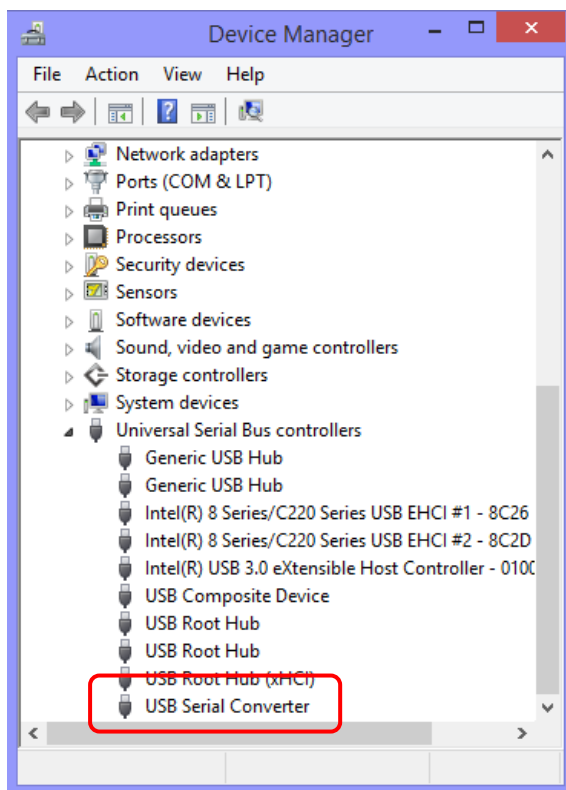 Device Manager
File Action View Help
Network adapters
Ports (COM & LPT)
Print queues
Processors
Security devices
Sensors
Software devices
Sound, video and game controllers
Storage controllers
System devices
Universal Serial Bus controllers
Generic USB Hub
Generic USB Hub
Intel(R) 8 Series/C220 Series USB EHCI #1 - 8C26
Intel(R) 8 Series/C220 Series USB EHCI #2 - 8C2D
Intel(R) USB 3.0 eXtensible Host Controller - 0100
USB Composite Device
USB Root Hub
USB Root Hub
USB Root Hub (xHCI)
USB Serial Converter